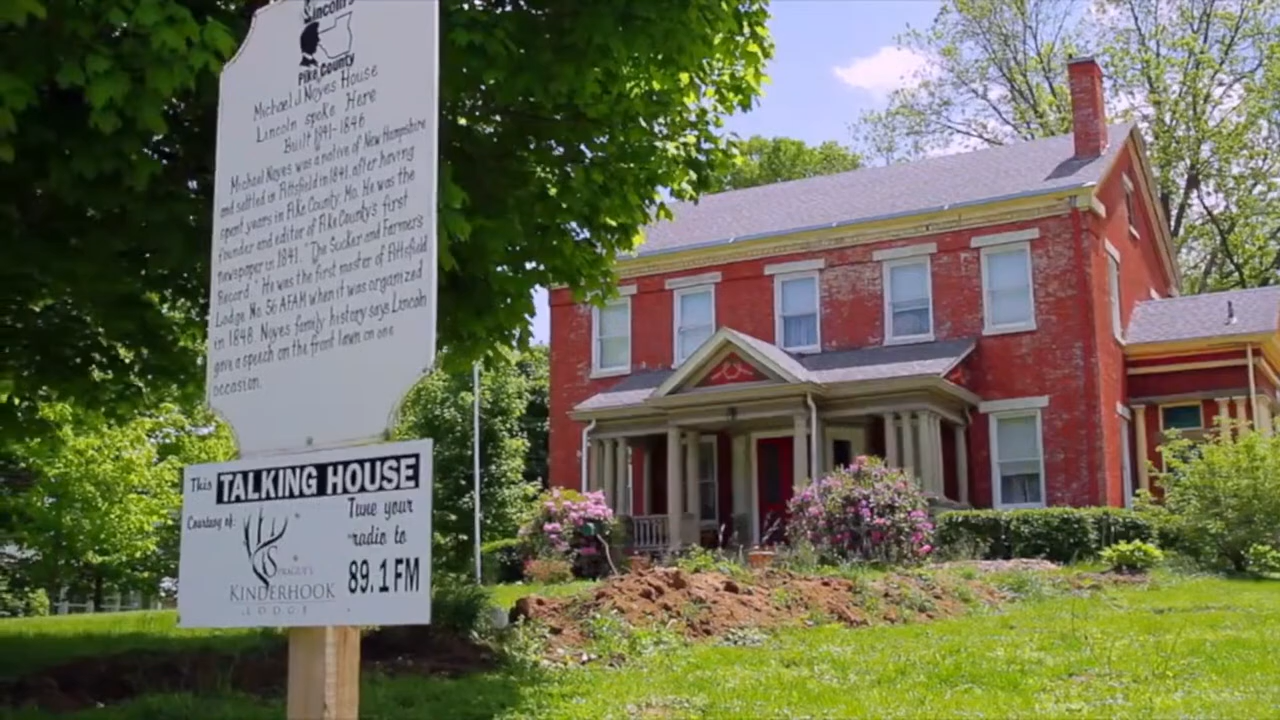 Lincoln's
Pike County
Michael J Noyes House
Lincoln spoke Here
Built 1841-1846
Michael Noyes was a native of New Hampshire
and settled in Pittsfield in 1841, after having
spent years in Pike County, Mo. He was the
founder and editor of Pike County's first
newspaper in 1841. "The Sucker and Farmer's
Record." He was the first master of Pittsfield
Lodge No. 56 AFAM when it was organized
in 1848. Noyes family history says Lincoln
gave a speech on the front lawn on one
occasion.
This TALKING HOUSE
Courtesy of:
Tune your
radio to
89.1 FM
SPRAGUE'S
KINDERHOOK
LODGE